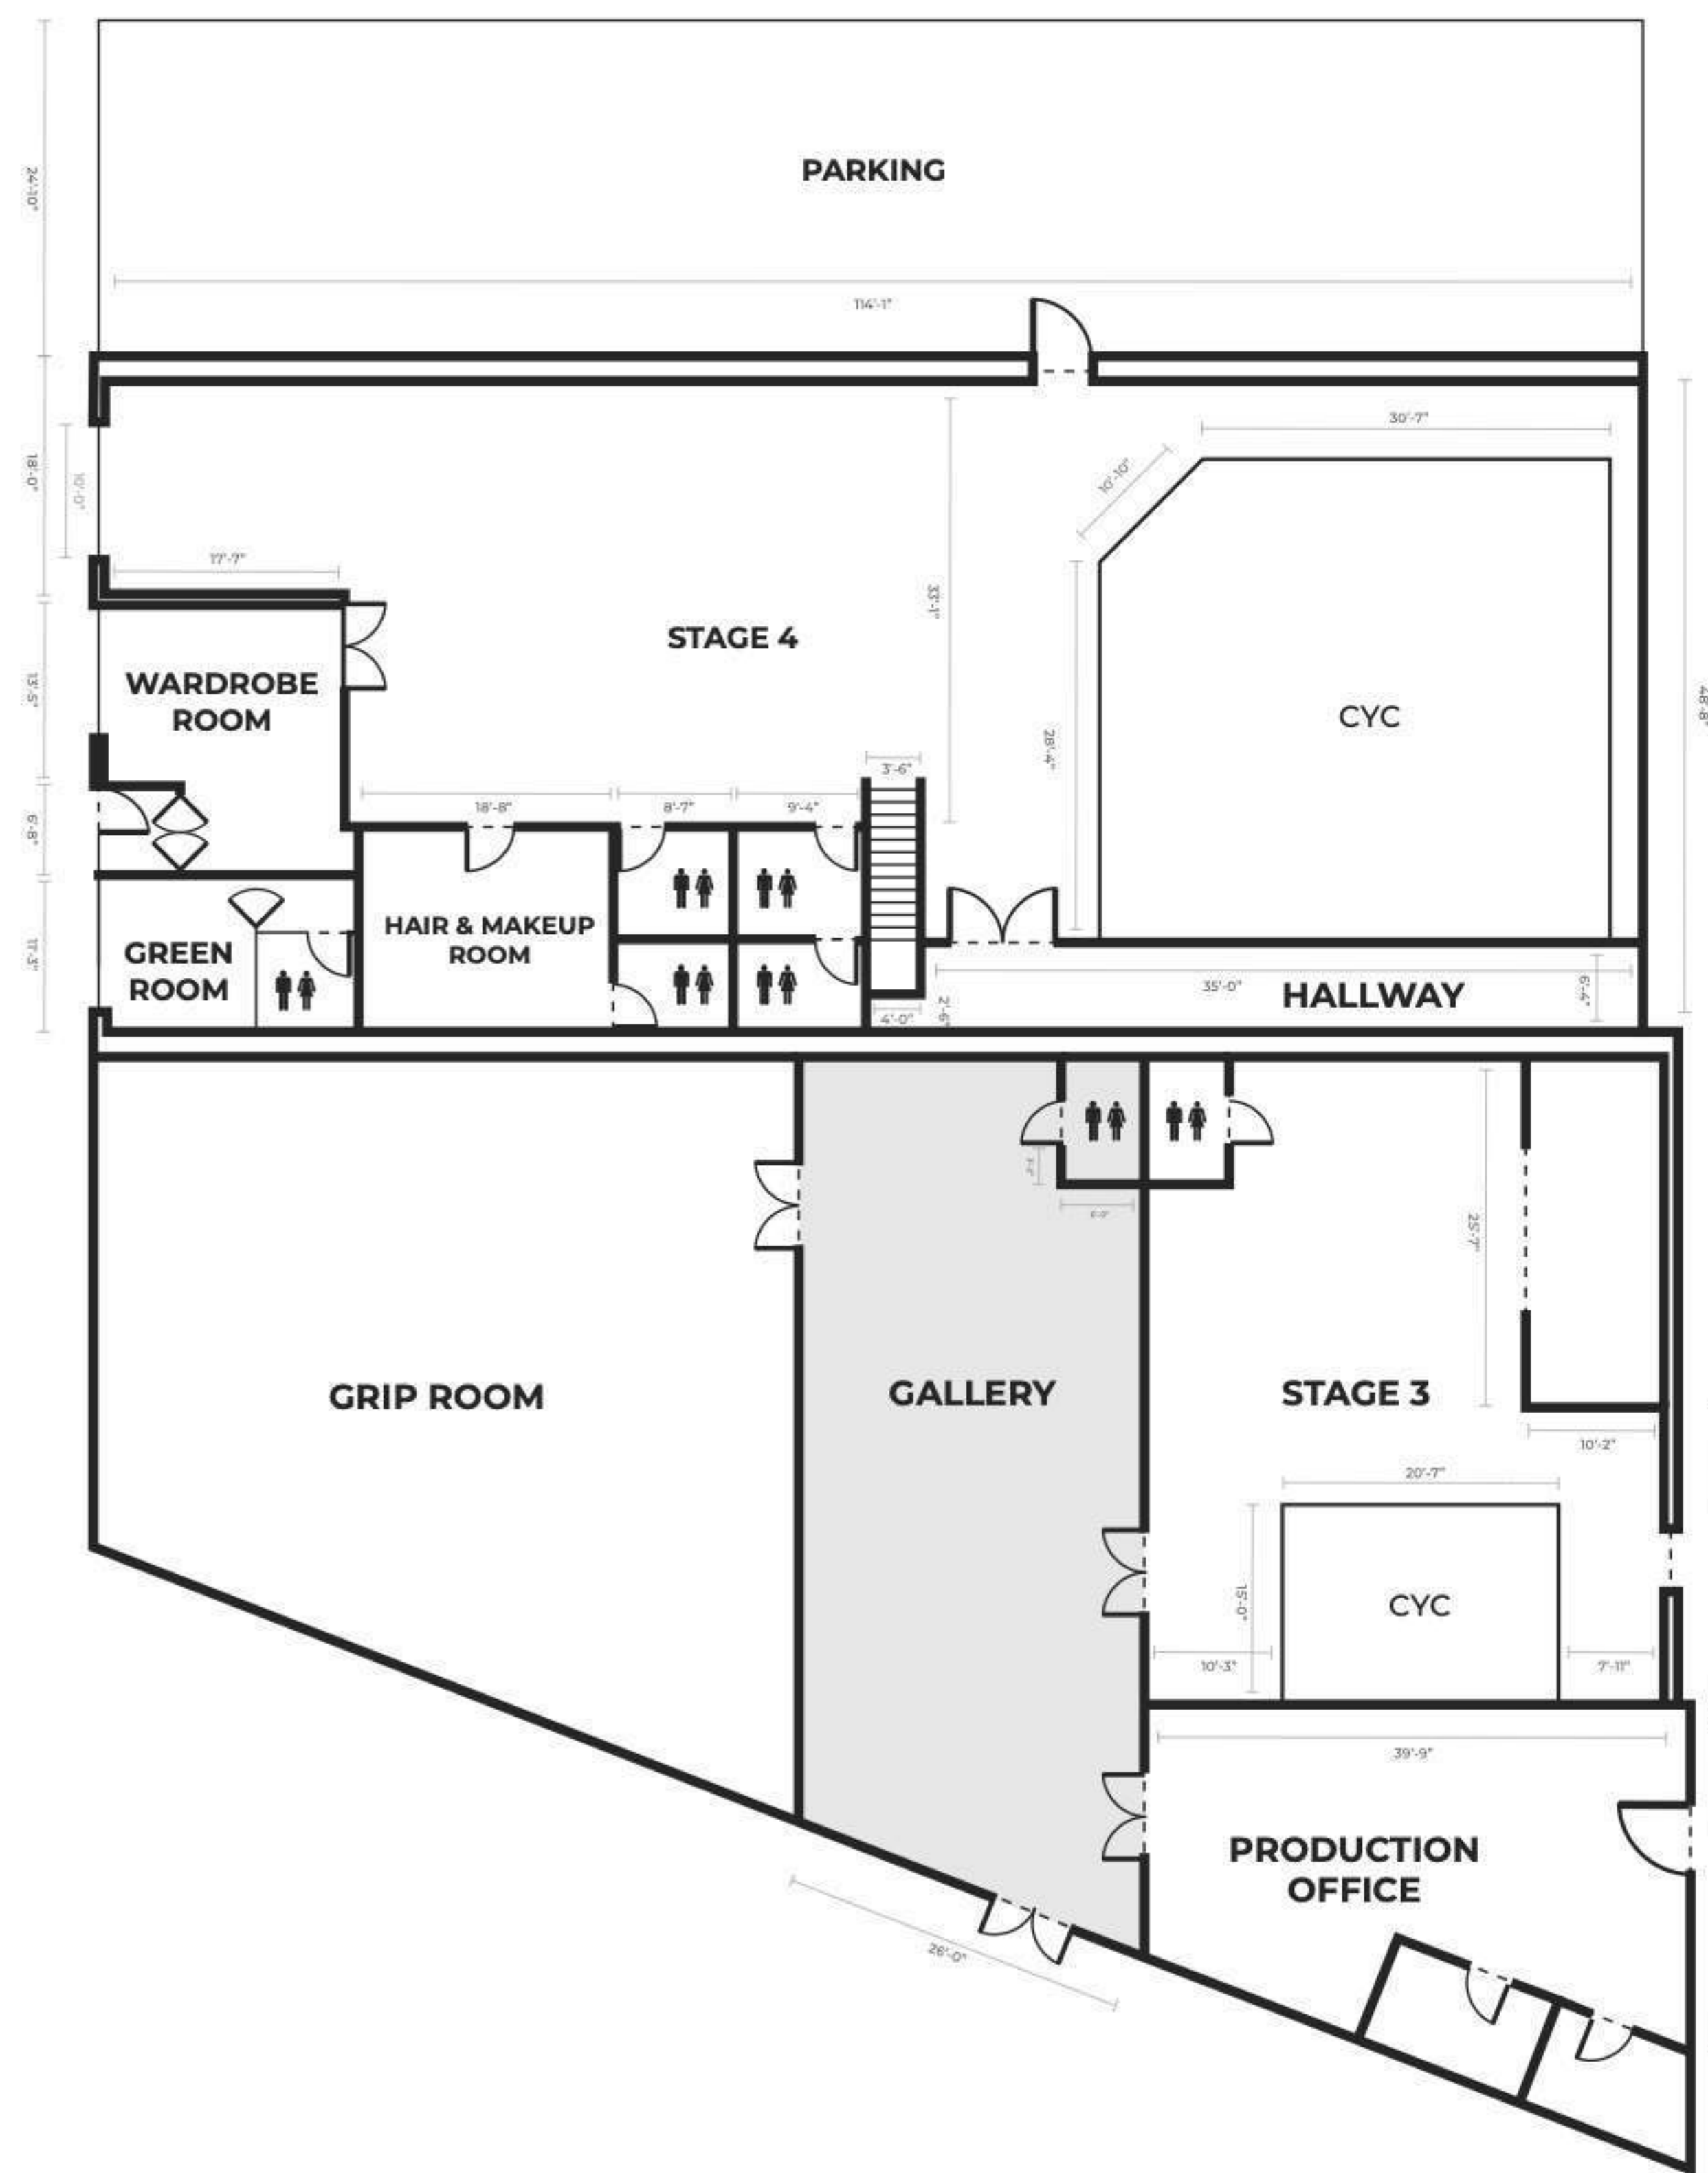 PARKING
24'-10"
114'-1"
30'-7"
10'-10"
18'-0"
10'-0"
17'-7"
33'-1"
STAGE 4
WARDROBE
ROOM
13'-5"
48'-8"
CYC
28'-4"
3'-6"
18'-8"
8'-7"
9'-4"
6'-8"
HAIR & MAKEUP
ROOM
GREEN
ROOM
11'-3"
35'-0"
HALLWAY
6'-4"
4'-0"
2'-6"
25'-7"
GRIP ROOM
GALLERY
STAGE 3
10'-2"
20'-7"
15'-0"
CYC
10'-3"
7'-11"
39'-9"
PRODUCTION
OFFICE
26'-0"